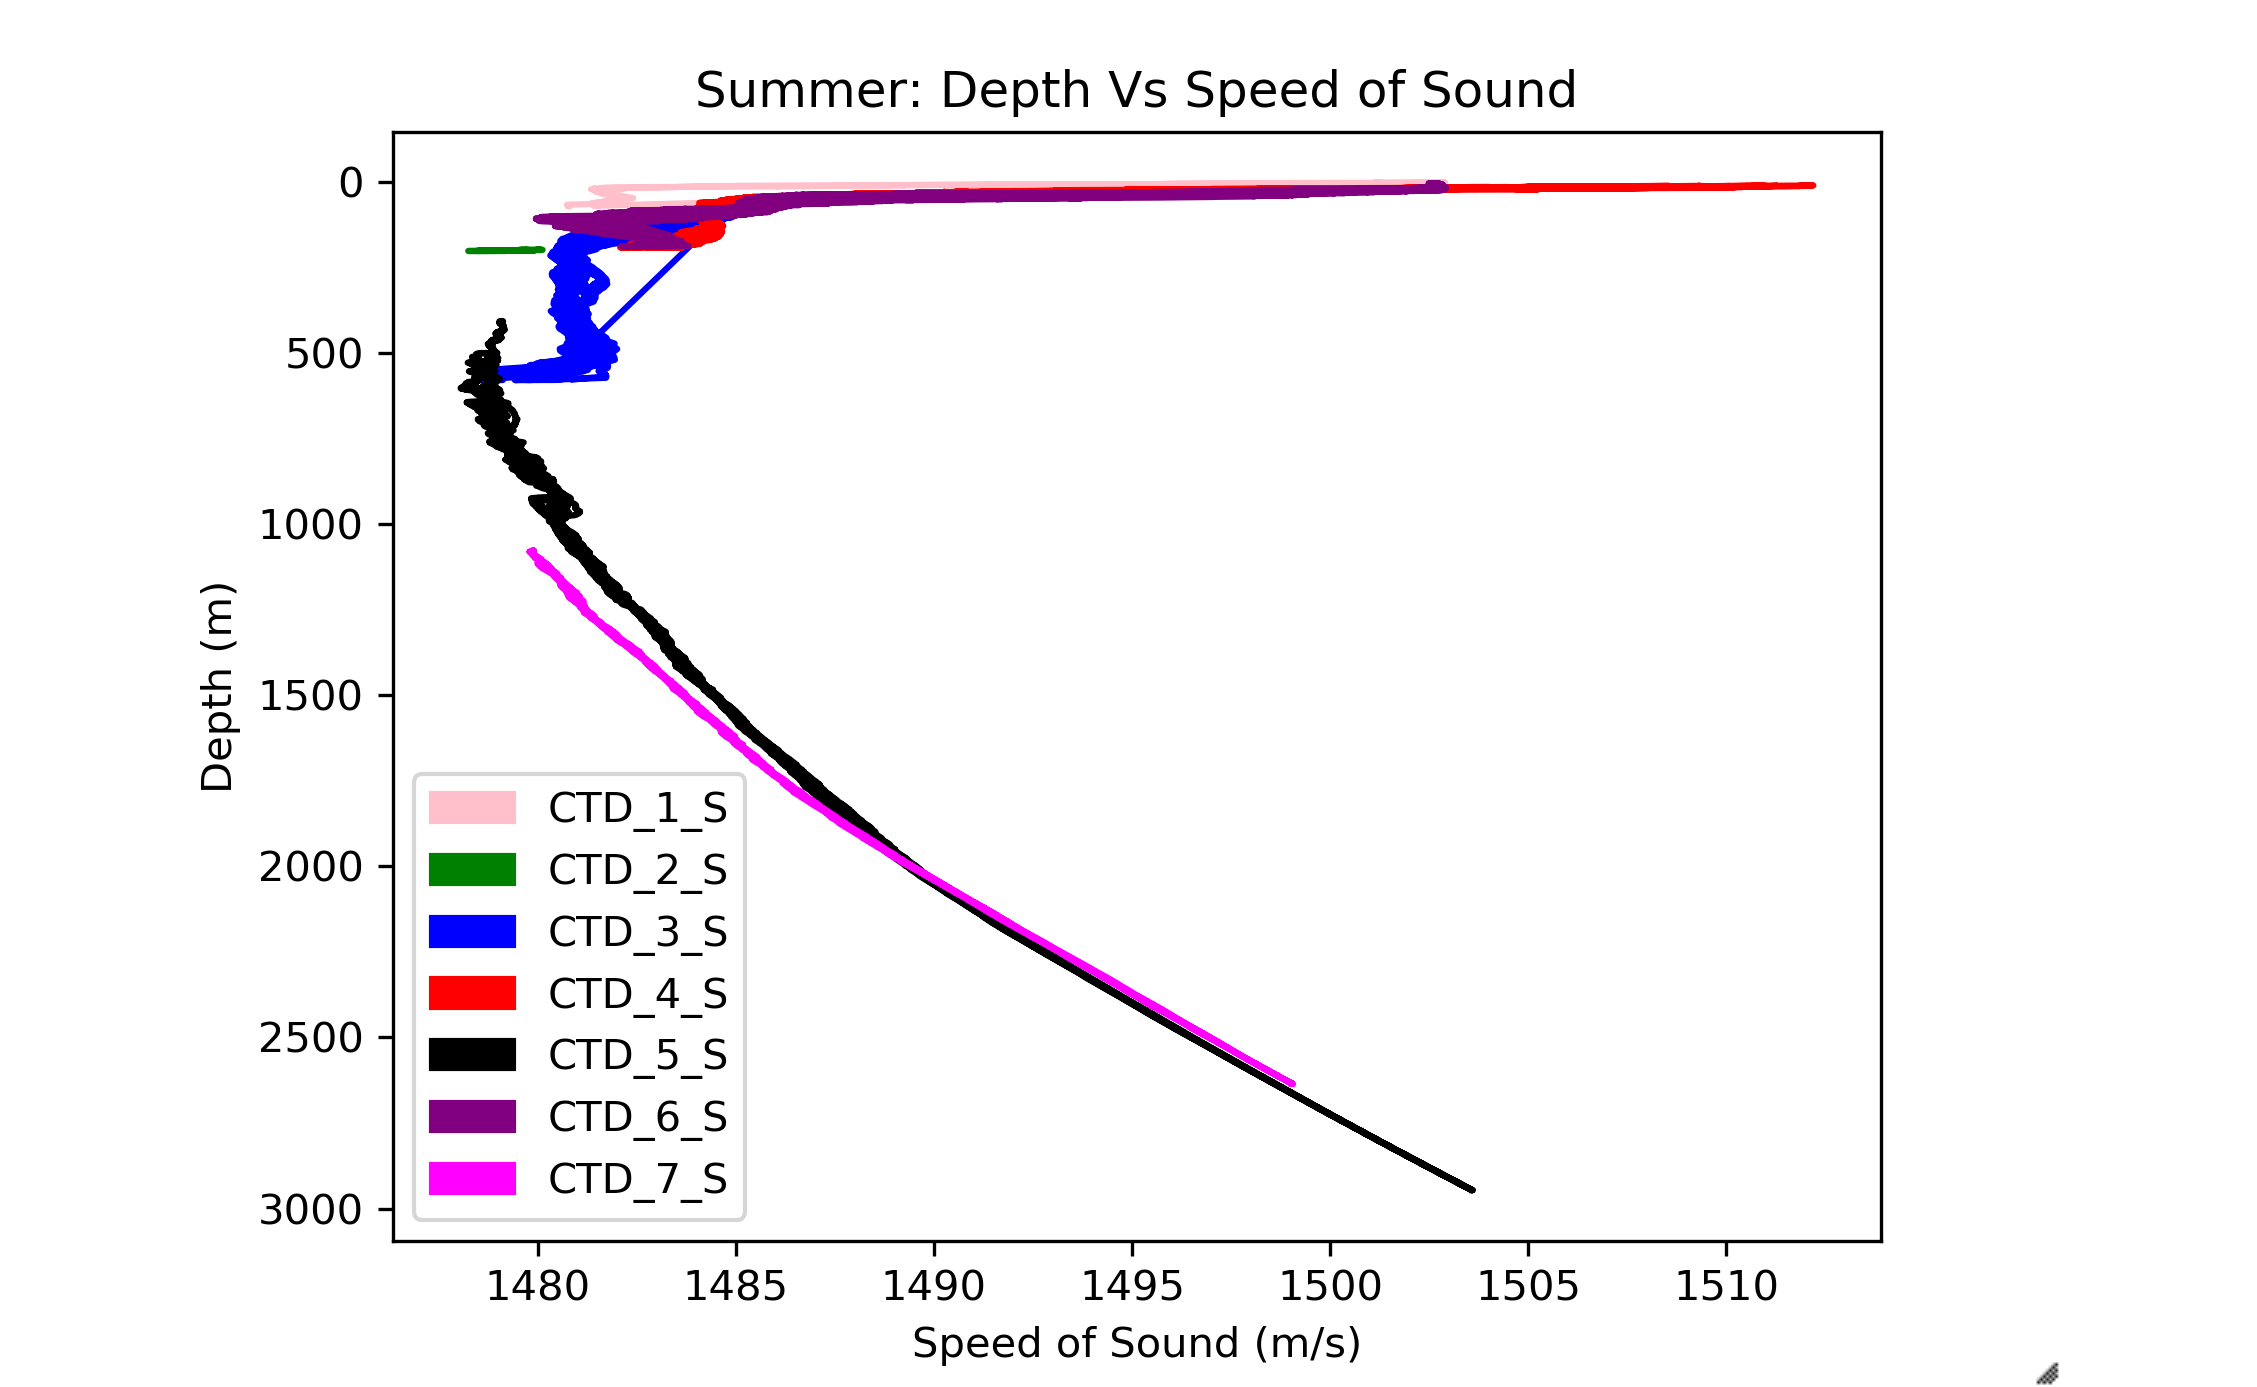 Summer: Depth Vs Speed of Sound
0
500
1000
1500
2000
2500
3000
Depth (m)
CTD_1_S
CTD_2_S
CTD_3_S
CTD_4_S
CTD_5_S
CTD_6_S
CTD_7_S
1480 1485 1490 1495 1500 1505 1510
Speed of Sound (m/s)